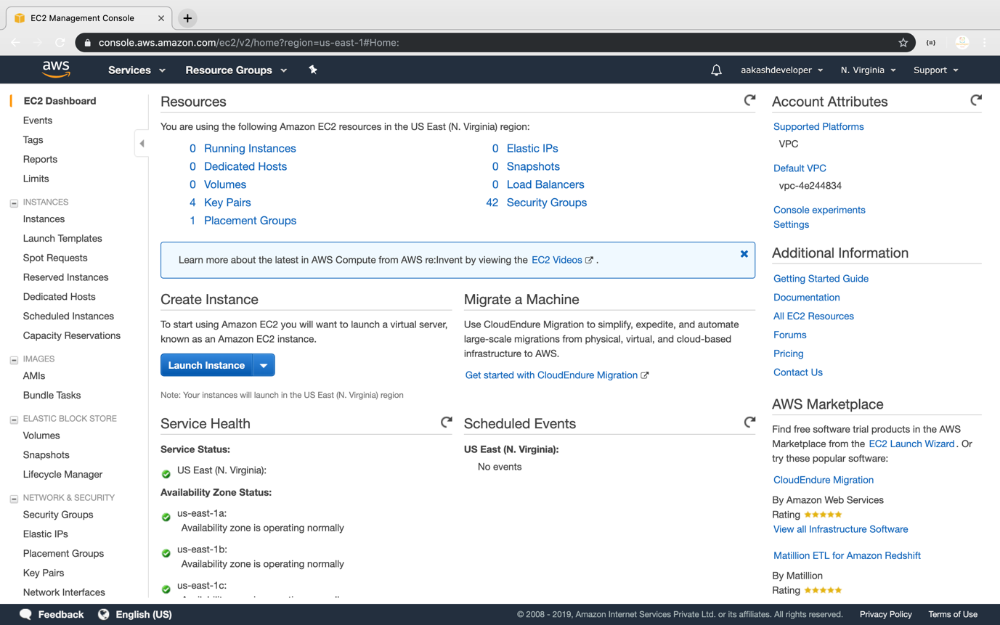 EC2 Management Console
console.aws.amazon.com/ec2/v2/home?region=us-east-1#Home:
aws
Services
Resource Groups
aakashdeveloper
N. Virginia
Support
EC2 Dashboard
Events
Tags
Reports
Limits
INSTANCES
Instances
Launch Templates
Spot Requests
Reserved Instances
Dedicated Hosts
Scheduled Instances
Capacity Reservations
IMAGES
AMIs
Bundle Tasks
ELASTIC BLOCK STORE
Volumes
Snapshots
Lifecycle Manager
NETWORK & SECURITY
Security Groups
Elastic IPs
Placement Groups
Key Pairs
Network Interfaces
Resources
You are using the following Amazon EC2 resources in the US East (N. Virginia) region:
0 Running Instances
0 Dedicated Hosts
0 Volumes
4 Key Pairs
1 Placement Groups
0 Elastic IPs
0 Snapshots
0 Load Balancers
42 Security Groups
Learn more about the latest in AWS Compute from AWS re:Invent by viewing the EC2 Videos .
Create Instance
To start using Amazon EC2 you will want to launch a virtual server,
known as an Amazon EC2 instance.
Launch Instance
Note: Your instances will launch in the US East (N. Virginia) region
Migrate a Machine
Use CloudEndure Migration to simplify, expedite, and automate
large-scale migrations from physical, virtual, and cloud-based
infrastructure to AWS.
Get started with CloudEndure Migration
Service Health
Service Status:
US East (N. Virginia):
Availability Zone Status:
us-east-1a:
Availability zone is operating normally
us-east-1b:
Availability zone is operating normally
us-east-1c:
Scheduled Events
US East (N. Virginia):
No events
Account Attributes
Supported Platforms
VPC
Default VPC
vpc-4e244834
Console experiments
Settings
Additional Information
Getting Started Guide
Documentation
All EC2 Resources
Forums
Pricing
Contact Us
AWS Marketplace
Find free software trial products in the AWS
Marketplace from the EC2 Launch Wizard . Or
try these popular software:
CloudEndure Migration
By Amazon Web Services
Rating
View all Infrastructure Software
Matillion ETL for Amazon Redshift
By Matillion
Rating
Feedback
English (US)
© 2008 - 2019, Amazon Internet Services Private Ltd. or its affiliates. All rights reserved.
Privacy Policy
Terms of Use